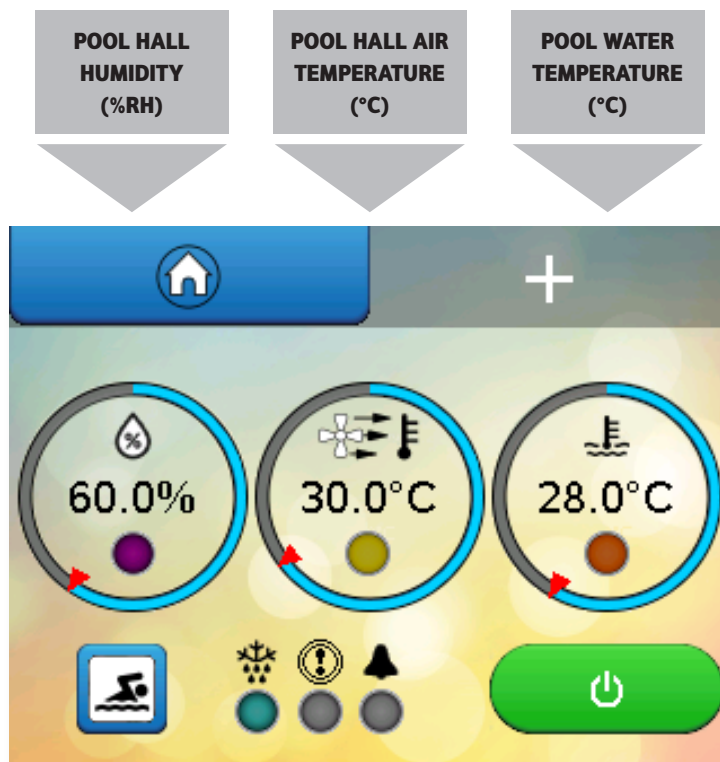 POOL HALL
HUMIDITY
(%RH)
POOL HALL AIR
TEMPERATURE
(°C)
POOL WATER
TEMPERATURE
(°C)
%
60.0%
30.0°C
28.0°C